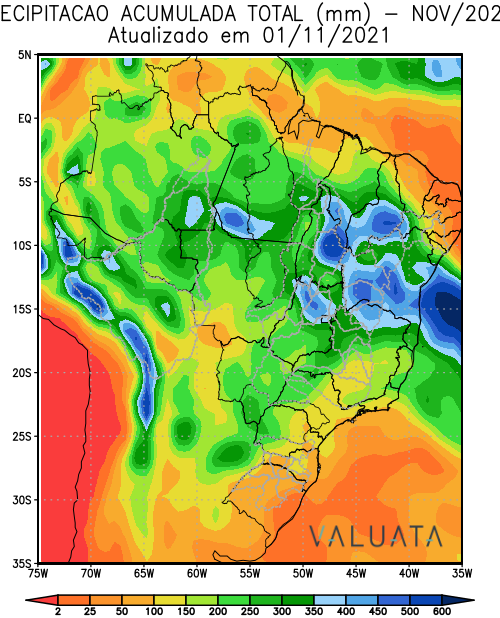 ECIPITACAO ACUMULADA TOTAL (mm) – NOV/202
Atualizado em 01/11/2021
5N
EQ
5S
10S
15S
20S
25S
30S
35S
VALUATA
75W 70W 65W 60W 55W 50W 45W 40W 35W
2 25 50 100 150 200 250 300 350 400 450 500 600